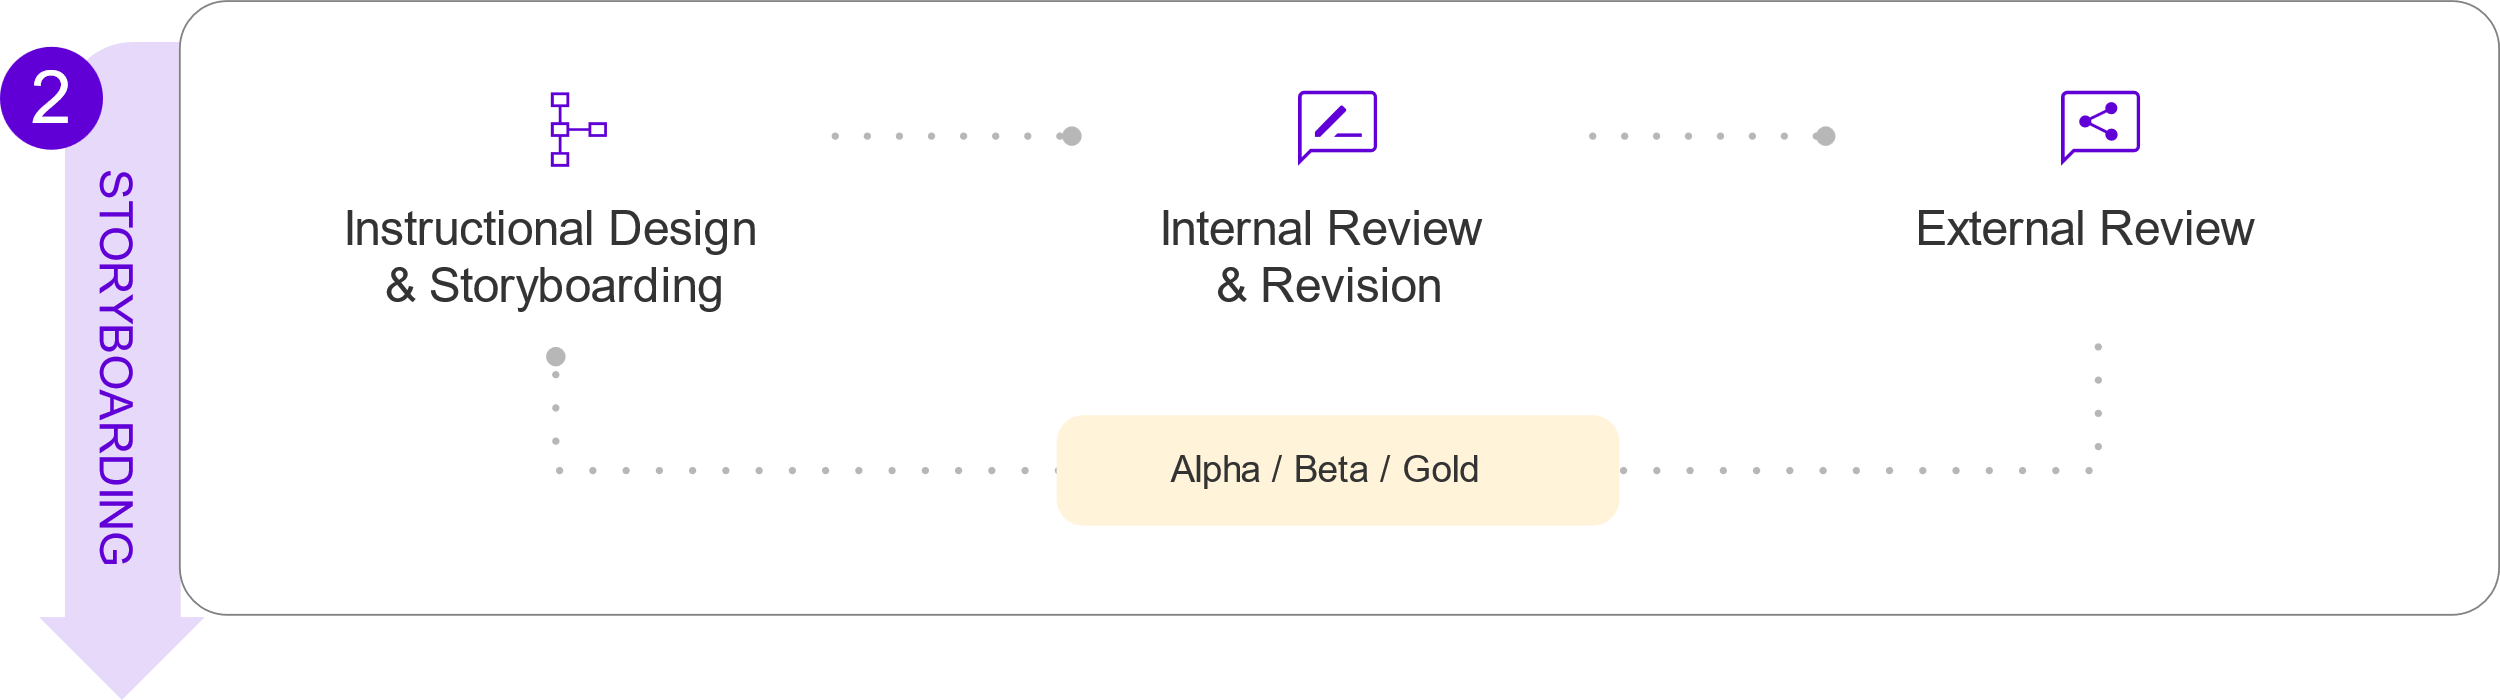 2
STORYBOARDING
Instructional Design
& Storyboarding
Internal Review
& Revision
External Review
Alpha / Beta / Gold